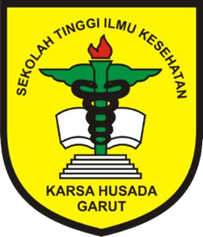 SEKOLAH TINGGI ILMU KESEHATAN
KARSA HUSADA
GARUT